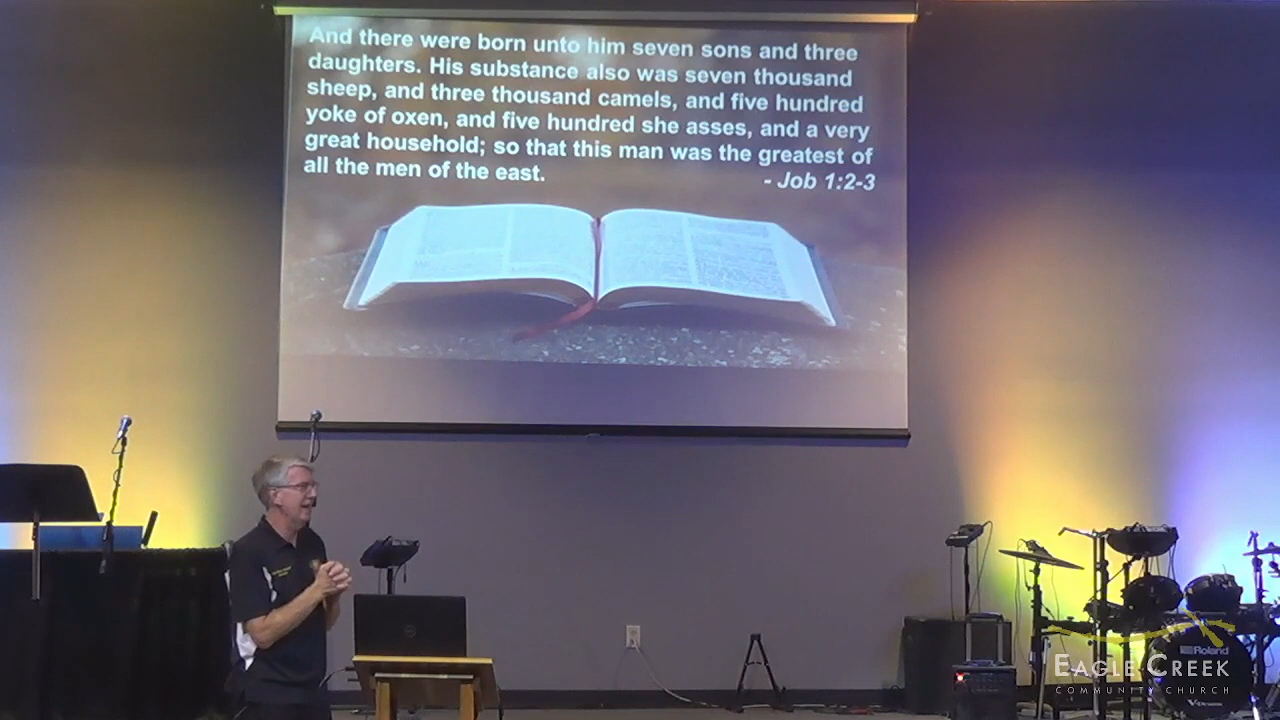 And there were born unto him seven sons and three
daughters. His substance also was seven thousand
sheep, and three thousand camels, and five hundred
yoke of oxen, and five hundred she asses, and a very
great household; so that this man was the greatest of
all the men of the east.
- Job 1:2-3
Roland
V-Drums
EAGLE CREEK
COMMUNITY CHURCH